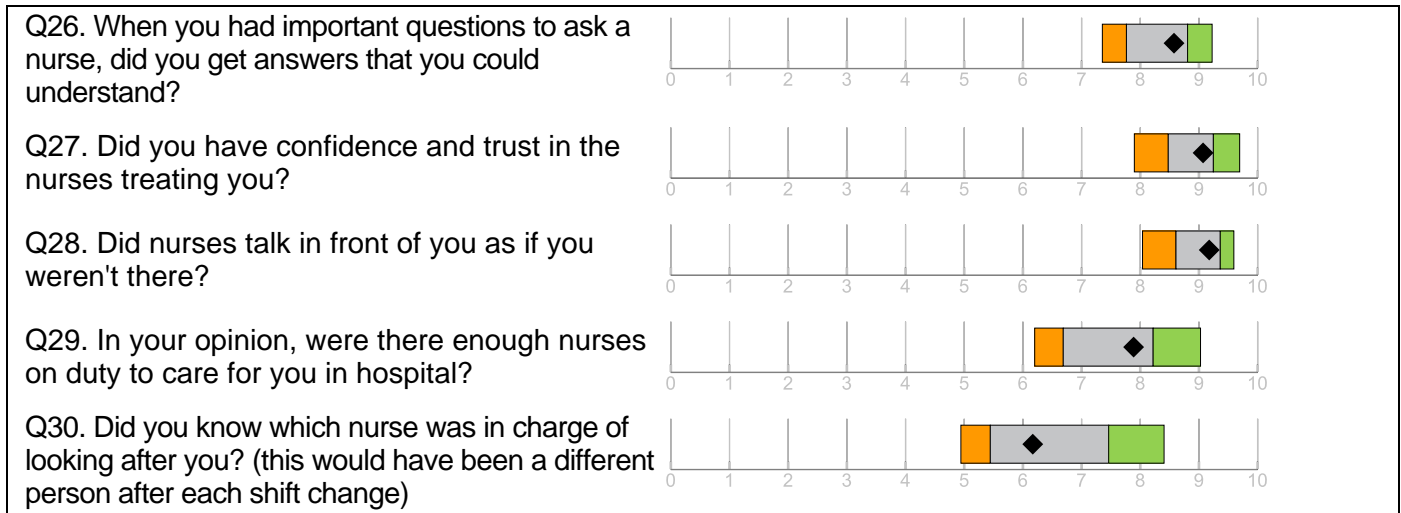 Q26. When you had important questions to ask a
nurse, did you get answers that you could
understand?
0 1 2 3 4 5 6 7 8 9 10
Q27. Did you have confidence and trust in the
nurses treating you?
0 1 2 3 4 5 6 7 8 9 10
Q28. Did nurses talk in front of you as if you
weren't there?
0 1 2 3 4 5 6 7 8 9 10
Q29. In your opinion, were there enough nurses
on duty to care for you in hospital?
0 1 2 3 4 5 6 7 8 9 10
Q30. Did you know which nurse was in charge of
looking after you? (this would have been a different
person after each shift change)
0 1 2 3 4 5 6 7 8 9 10